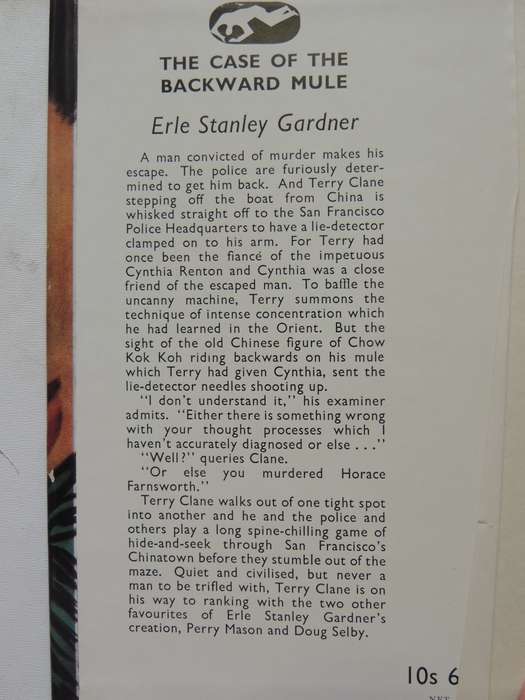 THE CASE OF THE
BACKWARD MULE
Erle Stanley Gardner
A man convicted of murder makes his
escape. The police are furiously deter-
mined to get him back. And Terry Clane
stepping off the boat from China is
whisked straight off to the San Francisco
Police Headquarters to have a lie-detector
clamped on to his arm. For Terry had
once been the fiancé of the impetuous
Cynthia Renton and Cynthia was a close
friend of the escaped man. To baffle the
uncanny machine, Terry summons the
technique of intense concentration which
he had learned in the Orient. But the
sight of the old Chinese figure of Chow
Kok Koh riding backwards on his mule
which Terry had given Cynthia, sent the
lie-detector needles shooting up.
"I don't understand it," his examiner
admits. "Either there is something wrong
with your thought processes which I
haven't accurately diagnosed or else . . ."
"Well?" queries Clane.
"Or else you murdered Horace
Farnsworth."
Terry Clane walks out of one tight spot
into another and he and the police and
others play a long spine-chilling game of
hide-and-seek through San Francisco's
Chinatown before they stumble out of the
maze. Quiet and civilised, but never a
man to be trifled with, Terry Clane is on
his way to ranking with the two other
favourites of Erle Stanley Gardner's
creation, Perry Mason and Doug Selby.
10s 6